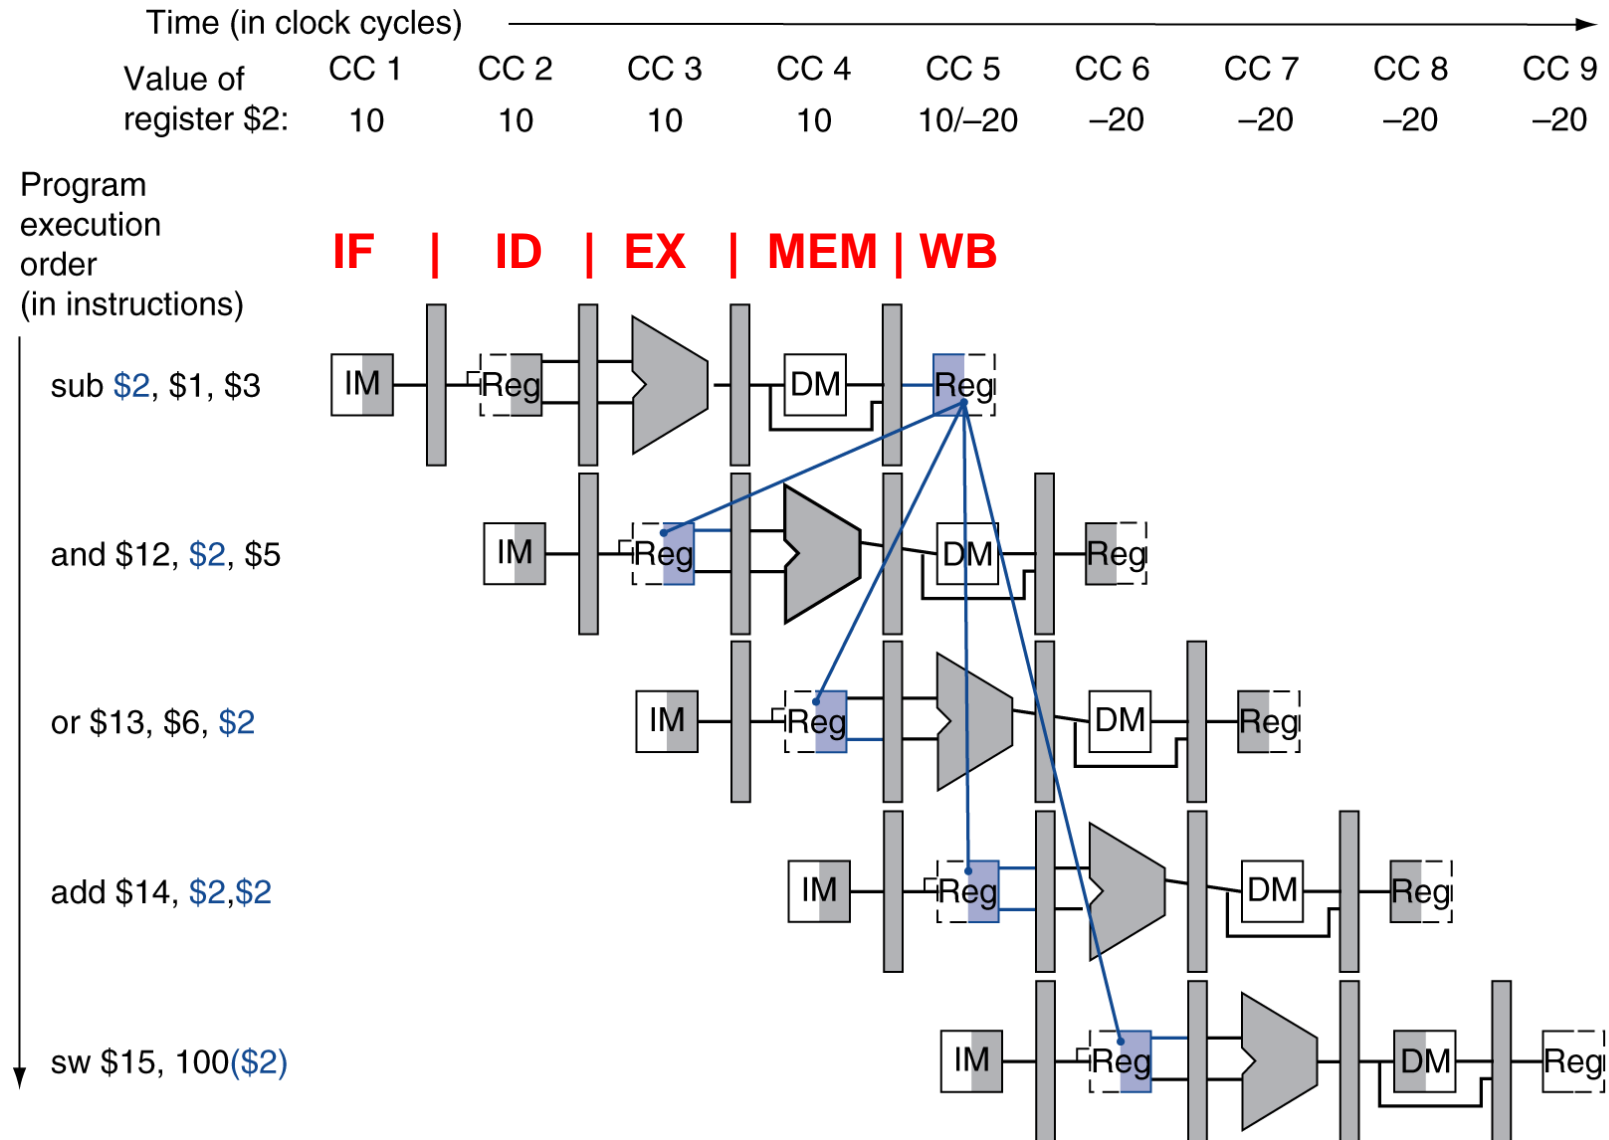 Time (in clock cycles)
Value of register $2:
CC 1 CC 2 CC 3 CC 4 CC 5 CC 6 CC 7 CC 8 CC 9
10 10 10 10 10/–20 –20 –20 –20 –20
Program
execution
order
(in instructions)
IF | ID | EX | MEM | WB
sub $2, $1, $3
IM Reg DM Reg
and $12, $2, $5
IM Reg DM Reg
or $13, $6, $2
IM Reg DM Reg
add $14, $2,$2
IM Reg DM Reg
sw $15, 100($2)
IM Reg DM Reg